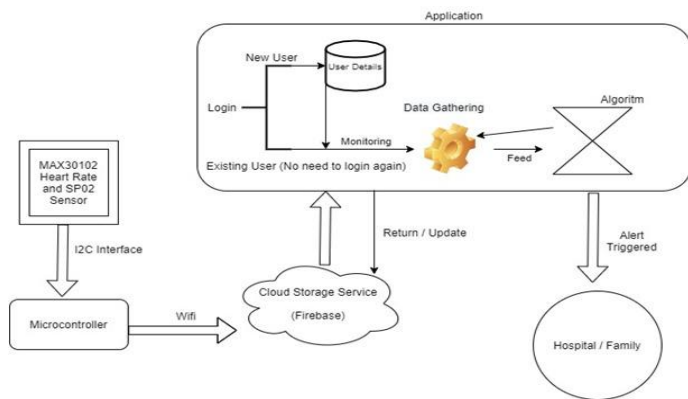 Application
New User
User Details
Login
Data Gathering
Algoritm
Monitoring
Feed
Existing User (No need to login again)
MAX30102
Heart Rate
and SP02
Sensor
I2C Interface
Return / Update
Alert
Triggered
Cloud Storage Service
(Firebase)
Wifi
Microcontroller
Hospital / Family